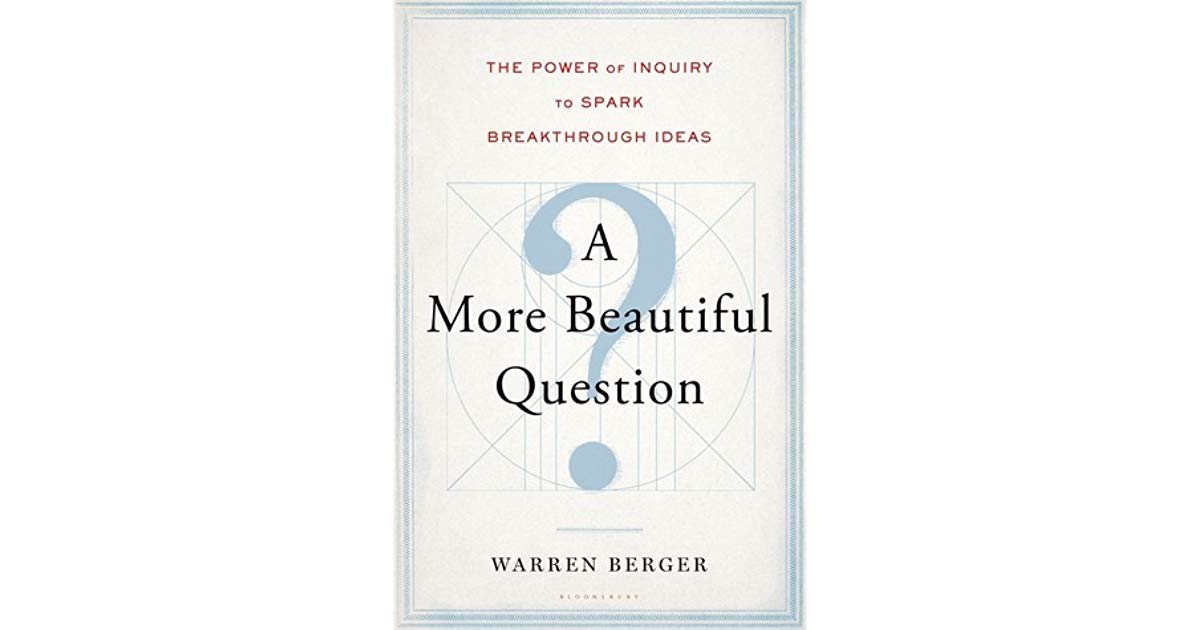 THE POWER OF INQUIRY
TO SPARK
BREAKTHROUGH IDEAS
?
A
More Beautiful
Question
WARREN BERGER
BLOOMSBURY